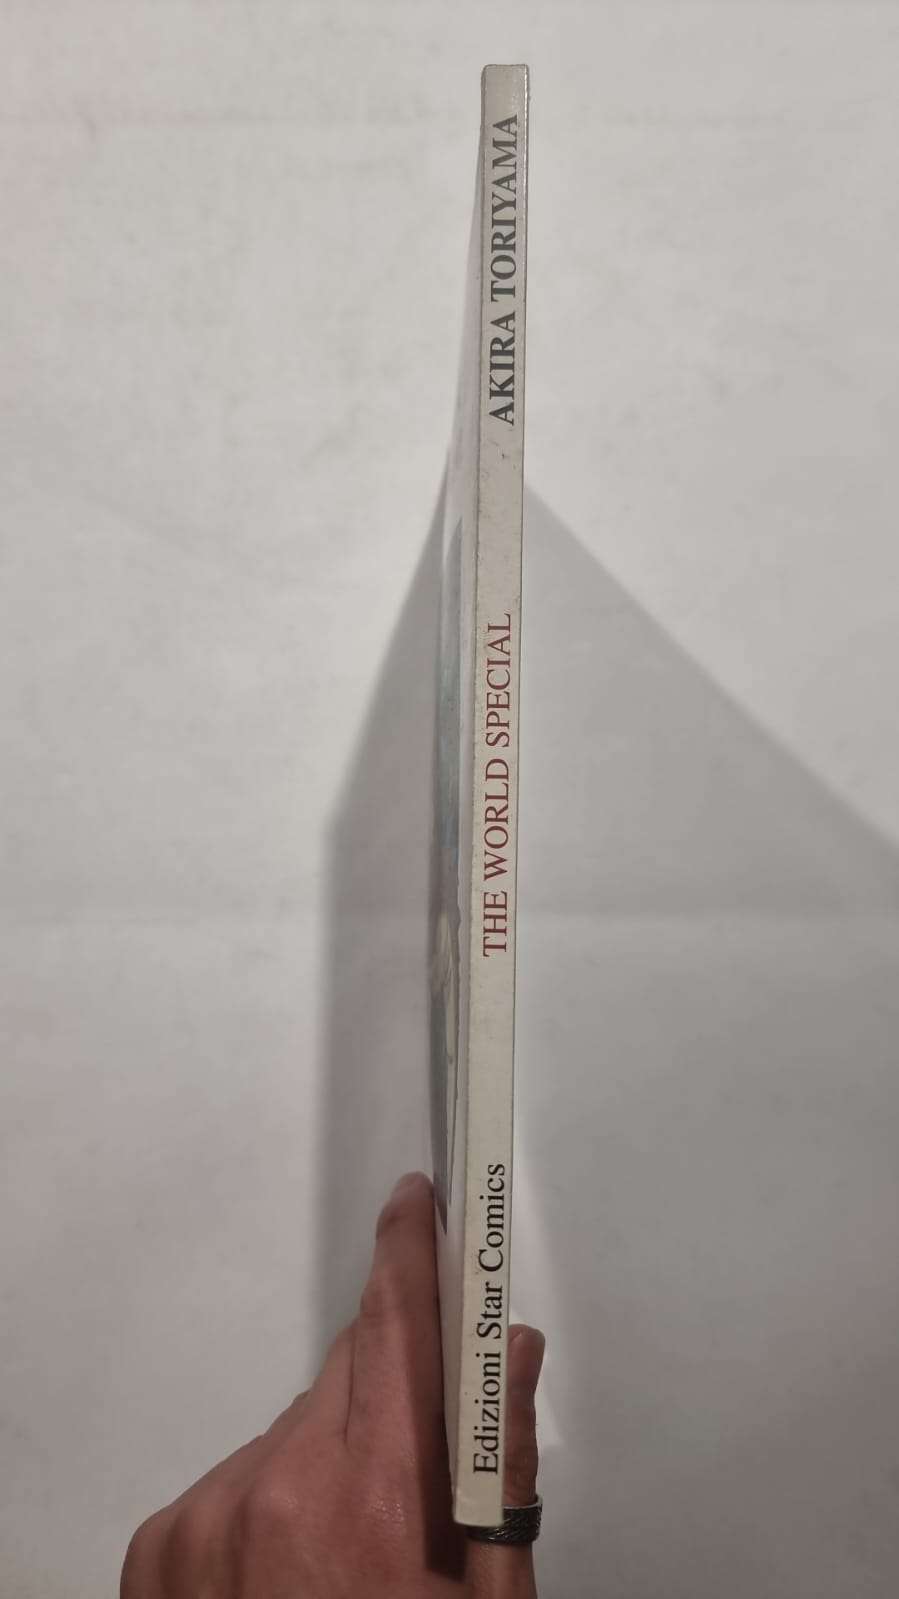 Edizioni Star Comics
THE WORLD SPECIAL
AKIRA TORIYAMA